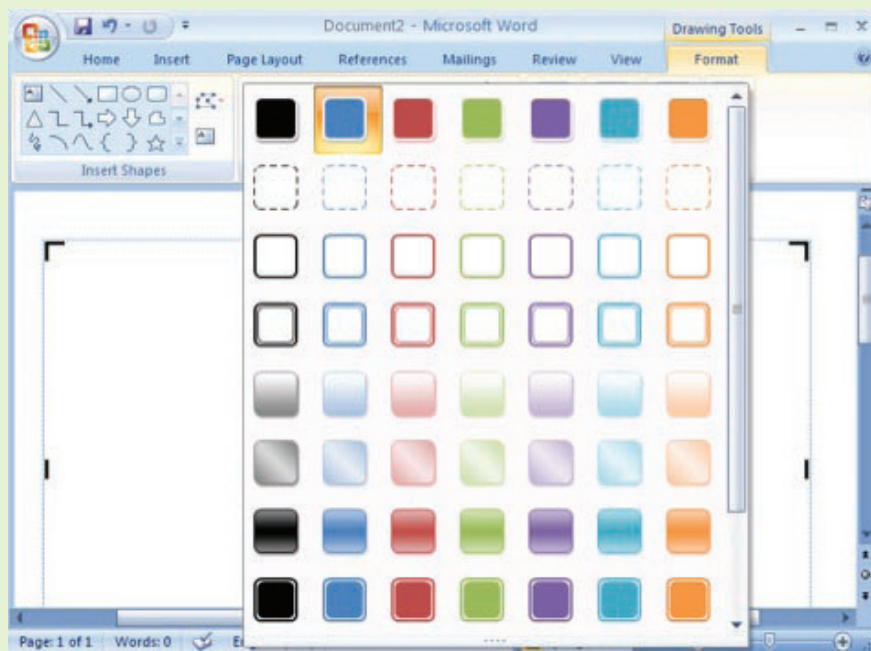 Document2 - Microsoft Word
Drawing Tools
Home Insert Page Layout References Mailings Review View Format
Insert Shapes
Page: 1 of 1 Words: 0